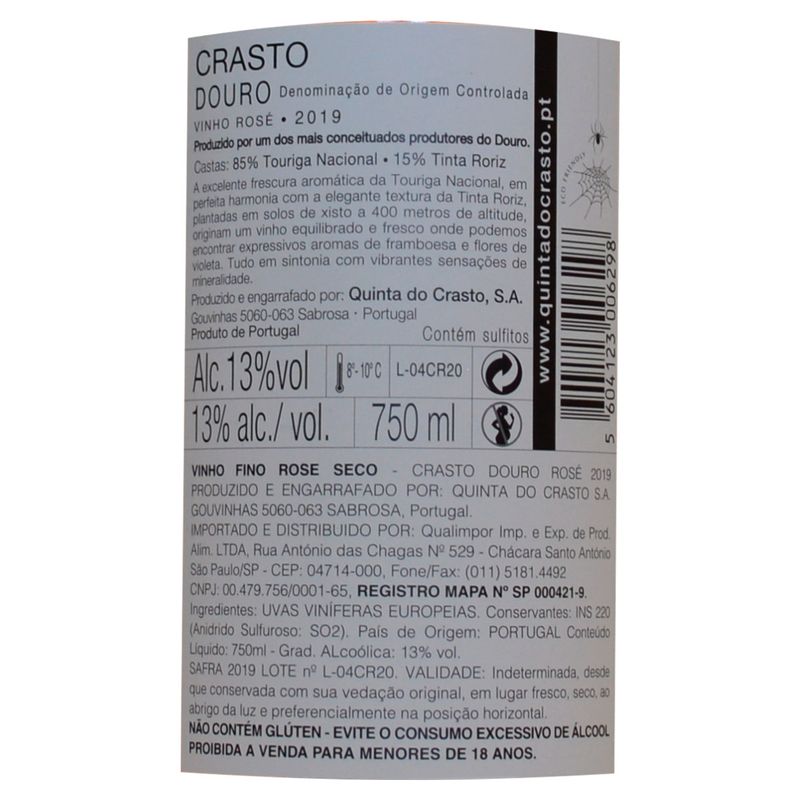 CRASTO
DOURO Denominação de Origem Controlada
VINHO ROSÉ • 2019
Produzido por um dos mais conceituados produtores do Douro.
Castas: 85% Touriga Nacional • 15% Tinta Roriz
A excelente frescura aromática da Touriga Nacional, em
perfeita harmonia com a elegante textura da Tinta Roriz,
plantadas em solos de xisto a 400 metros de altitude,
originam um vinho equilibrado e fresco onde podemos
encontrar expressivos aromas de framboesa e flores de
violeta. Tudo em sintonia com vibrantes sensações de
mineralidade.
Produzido e engarrafado por: Quinta do Crasto, S.A.
Gouvinhas 5060-063 Sabrosa · Portugal
Produto de Portugal
Contém sulfitos
www.quintadocrasto.pt
ECO FRIENDLY
5 604123 006298
Alc.13%vol
8º-10º C
L-04CR20
13% alc./ vol.
750 ml
VINHO FINO ROSE SECO - CRASTO DOURO ROSÉ 2019
PRODUZIDO E ENGARRAFADO POR: QUINTA DO CRASTO S.A.
GOUVINHAS 5060-063 SABROSA, Portugal.
IMPORTADO E DISTRIBUIDO POR: Qualimpor Imp. e Exp. de Prod.
Alim. LTDA, Rua António das Chagas Nº 529 - Chácara Santo António
São Paulo/SP - CEP: 04714-000, Fone/Fax: (011) 5181.4492
CNPJ: 00.479.756/0001-65, REGISTRO MAPA Nº SP 000421-9.
Ingredientes: UVAS VINÍFERAS EUROPEIAS. Conservantes: INS 220
(Anidrido Sulfuroso: SO2). País de Origem: PORTUGAL Conteúdo
Líquido: 750ml - Grad. ALcoólica: 13% vol.
SAFRA 2019 LOTE nº L-04CR20. VALIDADE: Indeterminada, desde
que conservada com sua vedação original, em lugar fresco, seco, ao
abrigo da luz e preferencialmente na posição horizontal.
NÃO CONTÉM GLÚTEN - EVITE O CONSUMO EXCESSIVO DE ÁLCOOL
PROIBIDA A VENDA PARA MENORES DE 18 ANOS.